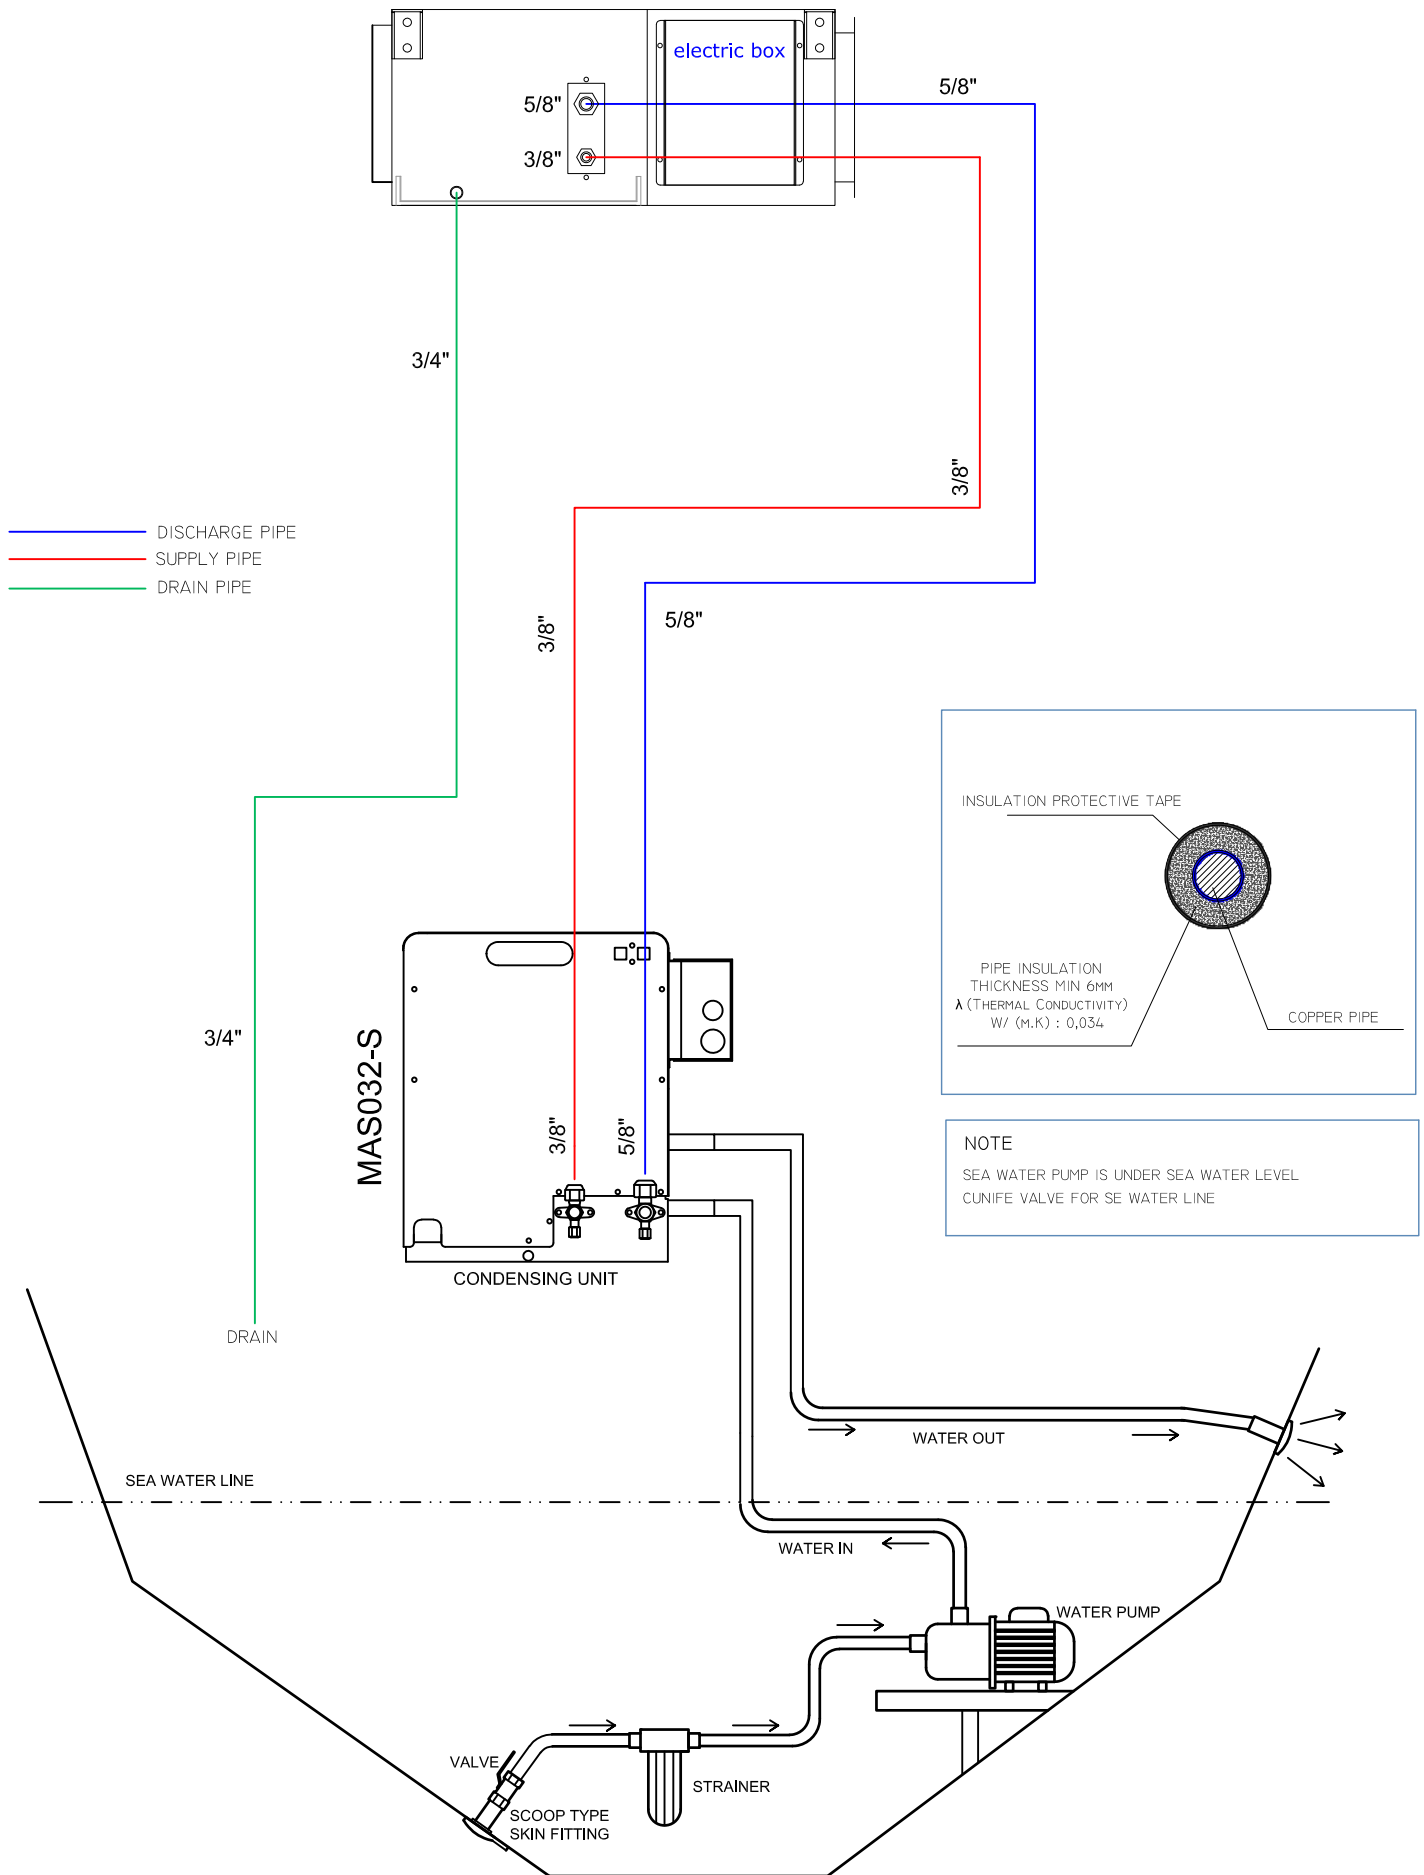 electric box
5/8"
5/8"
3/8"
3/4"
3/8"
DISCHARGE PIPE
SUPPLY PIPE
DRAIN PIPE
3/8"
5/8"
INSULATION PROTECTIVE TAPE
PIPE INSULATION
THICKNESS MIN 6MM
λ (THERMAL CONDUCTIVITY)
W/ (M.K) : 0,034
COPPER PIPE
3/4"
MAS032-S
3/8"
5/8"
NOTE
SEA WATER PUMP IS UNDER SEA WATER LEVEL
CUNIFE VALVE FOR SE WATER LINE
CONDENSING UNIT
DRAIN
WATER OUT
SEA WATER LINE
WATER IN
WATER PUMP
VALVE
STRAINER
SCOOP TYPE
SKIN FITTING